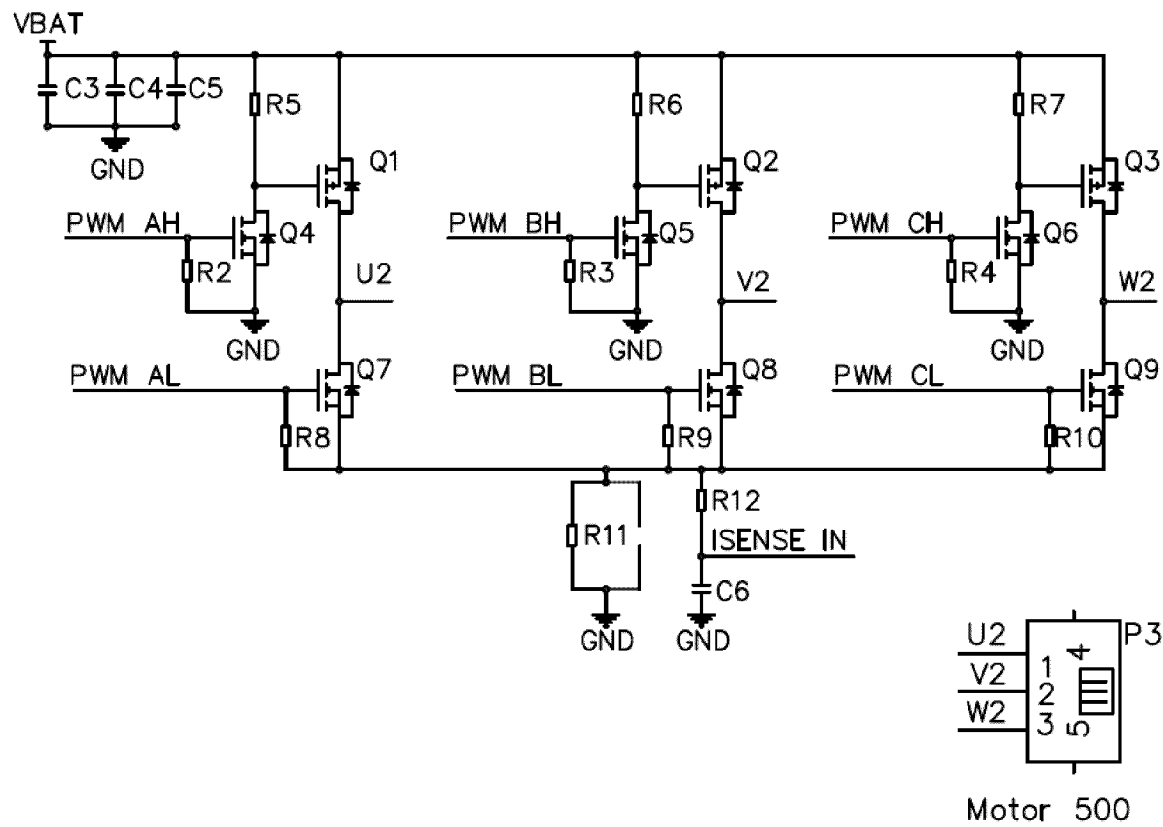 VBAT
C3 C4 C5 R5 R6 R7
GND
Q1 Q2 Q3
PWM AH Q4 PWM BH Q5 PWM CH Q6
R2 U2 R3 V2 R4 W2
GND GND GND
PWM AL Q7 PWM BL Q8 PWM CL Q9
R8 R9 R10
R12
R11 ISENSE IN
C6
GND GND
U2 P3
V2 1 4
W2 2
3 5
Motor 500